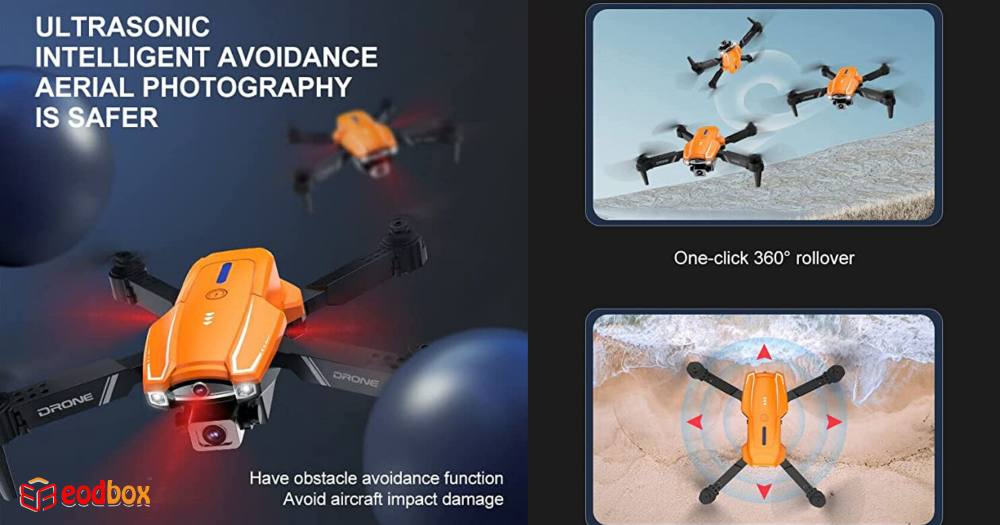 ULTRASONIC
INTELLIGENT AVOIDANCE
AERIAL PHOTOGRAPHY
IS SAFER
DRONE
DRONE
Have obstacle avoidance function
Avoid aircraft impact damage
eodbox
One-click 360° rollover